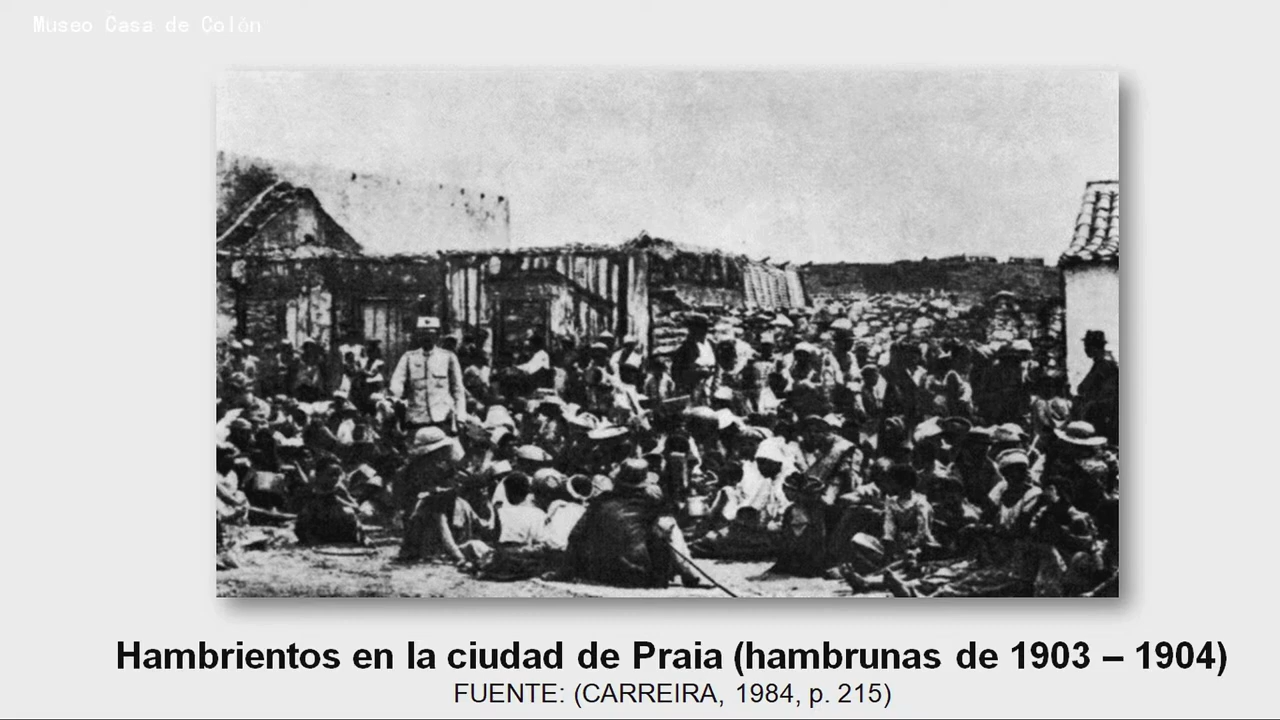 Museo Casa de Colón
Hambrientos en la ciudad de Praia (hambrunas de 1903 – 1904)
FUENTE: (CARREIRA, 1984, p. 215)